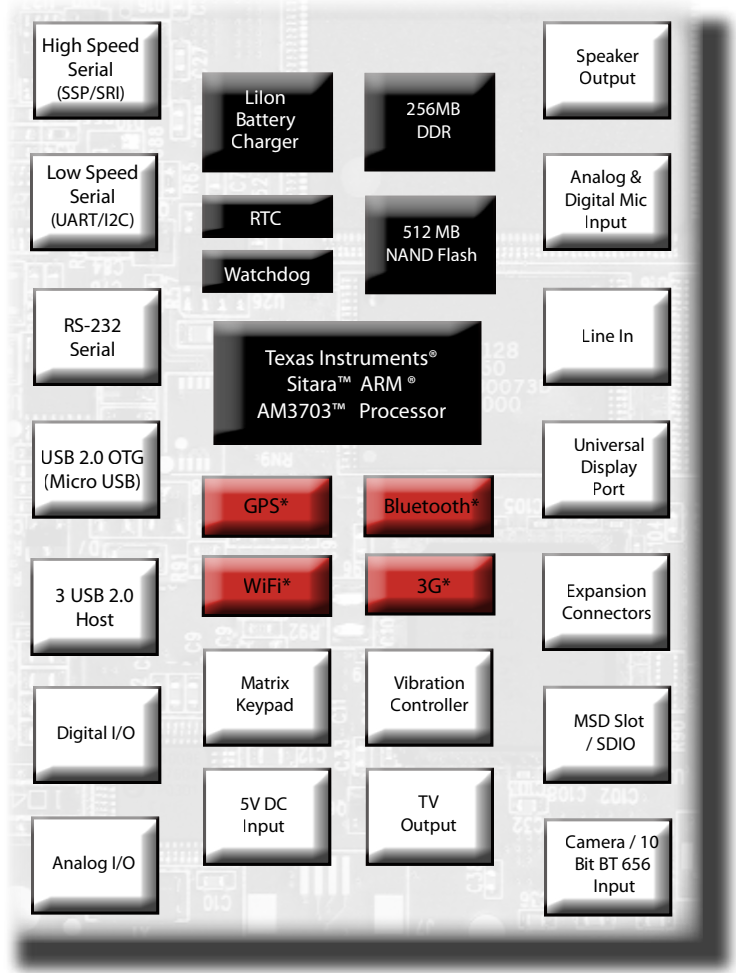 High Speed
Serial
(SSP/SRI)
Low Speed
Serial
(UART/I2C)
RS-232
Serial
USB 2.0 OTG
(Micro USB)
3 USB 2.0
Host
Digital I/O
Analog I/O
LiIon
Battery
Charger
256MB
DDR
RTC
Watchdog
512 MB
NAND Flash
Texas Instruments®
Sitara™ ARM ®
AM3703™ Processor
GPS*
Bluetooth*
WiFi*
3G*
Matrix
Keypad
Vibration
Controller
5V DC
Input
TV
Output
Speaker
Output
Analog &
Digital Mic
Input
Line In
Universal
Display
Port
Expansion
Connectors
MSD Slot
/ SDIO
Camera / 10
Bit BT 656
Input